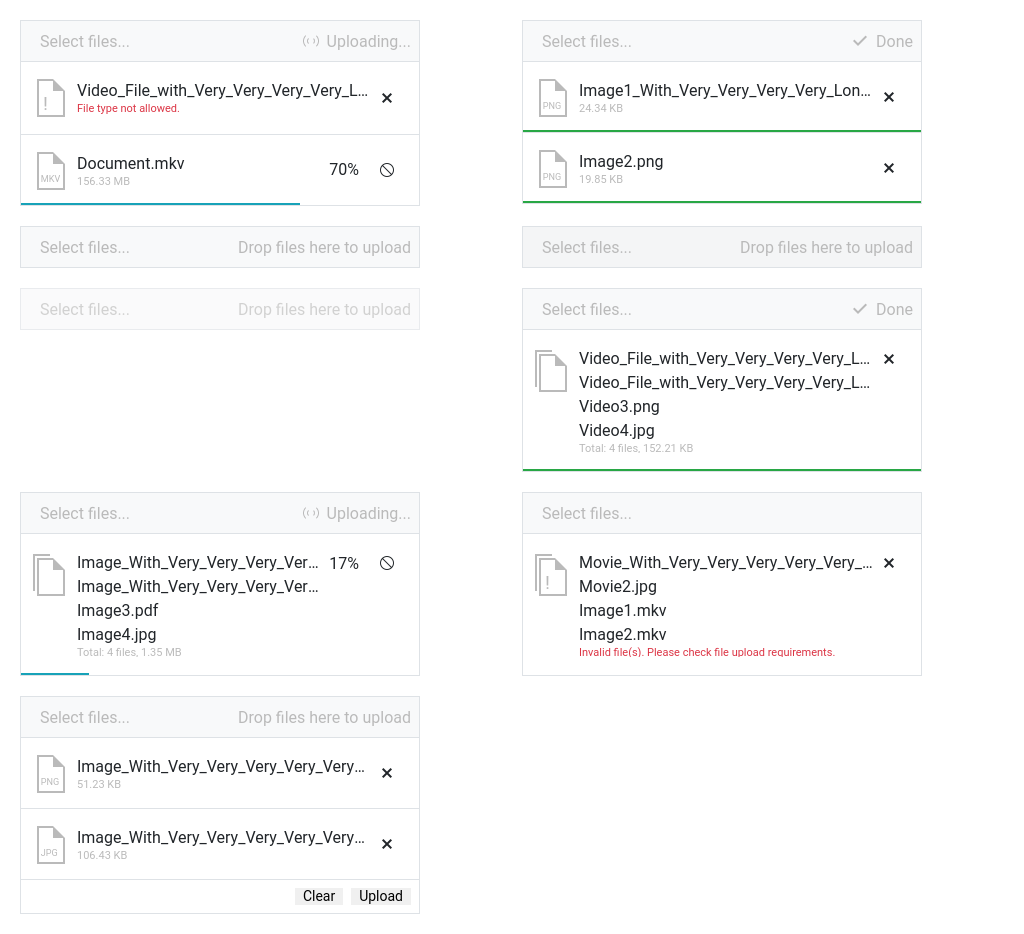 Select files... Uploading...
Video_File_with_Very_Very_Very_Very_L...
File type not allowed.
MKV
Document.mkv 70%
156.33 MB
Select files... Drop files here to upload
Select files... Drop files here to upload
Select files... Done
Image1_With_Very_Very_Very_Very_Lon...
PNG
24.34 KB
Image2.png
PNG
19.85 KB
Select files... Drop files here to upload
Select files... Done
Video_File_with_Very_Very_Very_Very_L...
Video_File_with_Very_Very_Very_Very_L...
Video3.png
Video4.jpg
Total: 4 files, 152.21 KB
Select files... Uploading...
Image_With_Very_Very_Very_Ver... 17%
Image_With_Very_Very_Very_Ver...
Image3.pdf
Image4.jpg
Total: 4 files, 1.35 MB
Select files...
Movie_With_Very_Very_Very_Very_Very_...
Movie2.jpg
Image1.mkv
Image2.mkv
Invalid file(s). Please check file upload requirements.
Select files... Drop files here to upload
Image_With_Very_Very_Very_Very_Very...
PNG
51.23 KB
Image_With_Very_Very_Very_Very_Very...
JPG
106.43 KB
Clear Upload